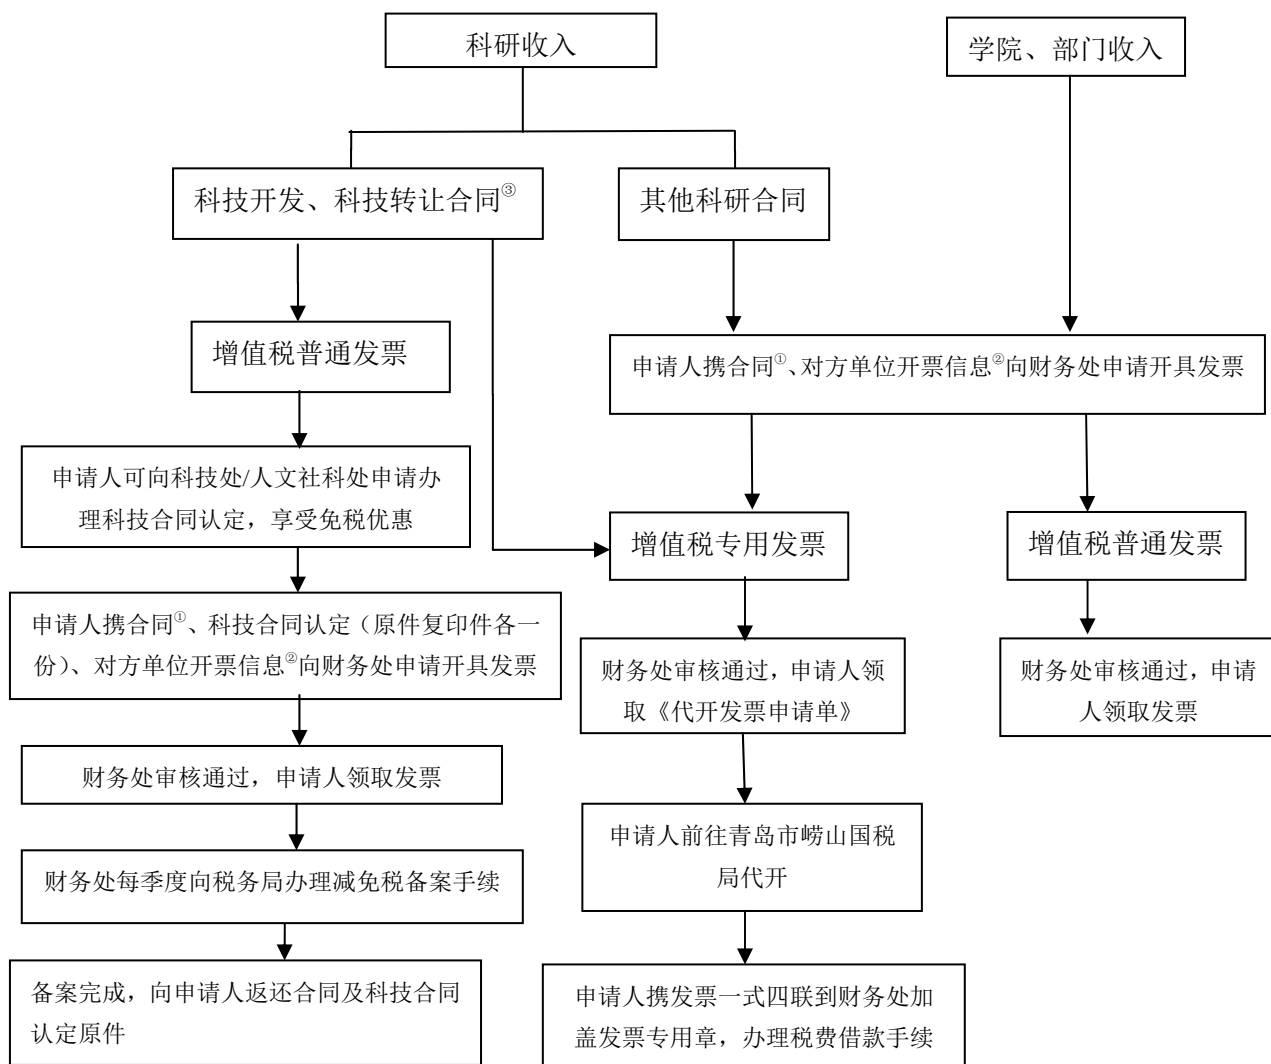 科研收入
学院、部门收入
科技开发、科技转让合同③
其他科研合同
增值税普通发票
申请人携合同①、对方单位开票信息②向财务处申请开具发票
申请人可向科技处/人文社科处申请办
理科技合同认定，享受免税优惠
增值税专用发票
增值税普通发票
申请人携合同①、科技合同认定（原件复印件各一
份）、对方单位开票信息②向财务处申请开具发票
财务处审核通过，申请人领
取《代开发票申请单》
财务处审核通过，申请
人领取发票
财务处审核通过，申请人领取发票
申请人前往青岛市崂山国税
局代开
财务处每季度向税务局办理减免税备案手续
备案完成，向申请人返还合同及科技合同
认定原件
申请人携发票一式四联到财务处加
盖发票专用章，办理税费借款手续